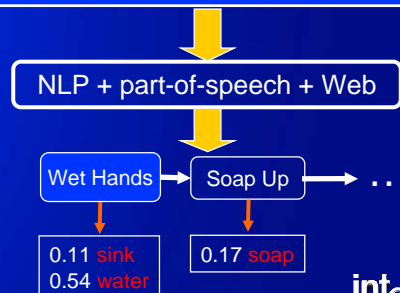 NLP + part-of-speech + Web
Wet Hands
Soap Up
. .
0.11 sink
0.54 water
0.17 soap